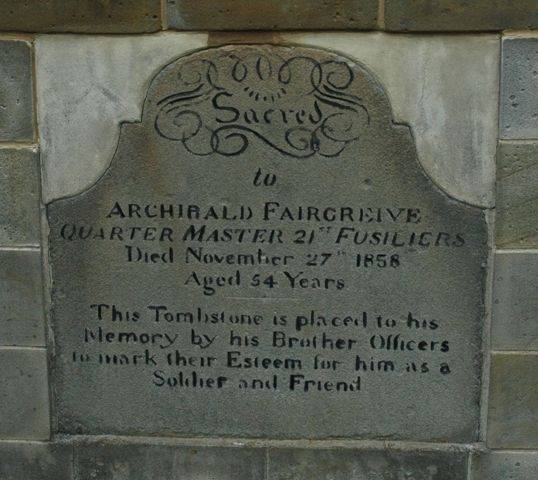 Sacred
to
ARCHIBALD FAIRGREIVE
QUARTER MASTER 21ST FUSILIERS
Died November 27th 1858
Aged 54 Years
This Tombstone is placed to his
Memory by his Brother Officers
to mark their Esteem for him as a
Soldier and Friend